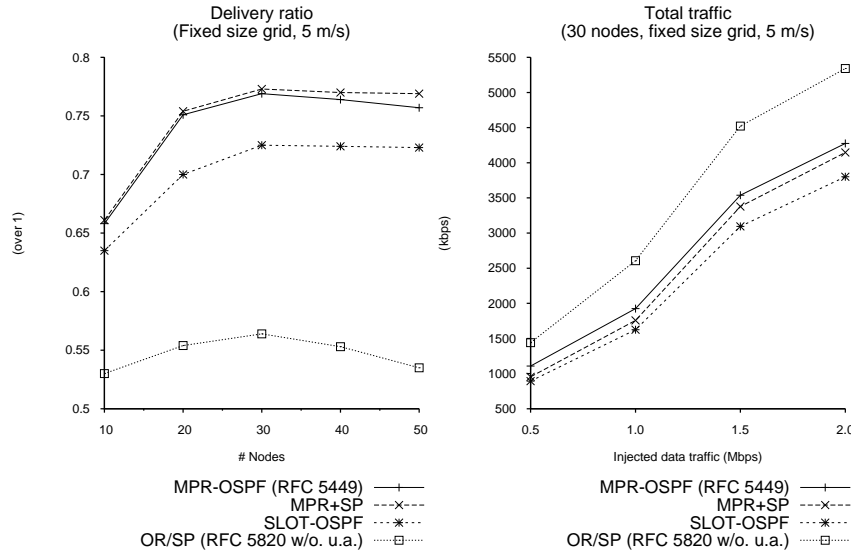 Delivery ratio
(Fixed size grid, 5 m/s)
0.8
0.75
0.7
0.65
0.6
0.55
0.5
(over 1)
10
20
30
40
50
# Nodes
MPR-OSPF (RFC 5449)
MPR+SP
SLOT-OSPF
OR/SP (RFC 5820 w/o. u.a.)
Total traffic
(30 nodes, fixed size grid, 5 m/s)
5500
5000
4500
4000
3500
3000
2500
2000
1500
1000
500
(kbps)
0.5
1.0
1.5
2.0
Injected data traffic (Mbps)
MPR-OSPF (RFC 5449)
MPR+SP
SLOT-OSPF
OR/SP (RFC 5820 w/o. u.a.)